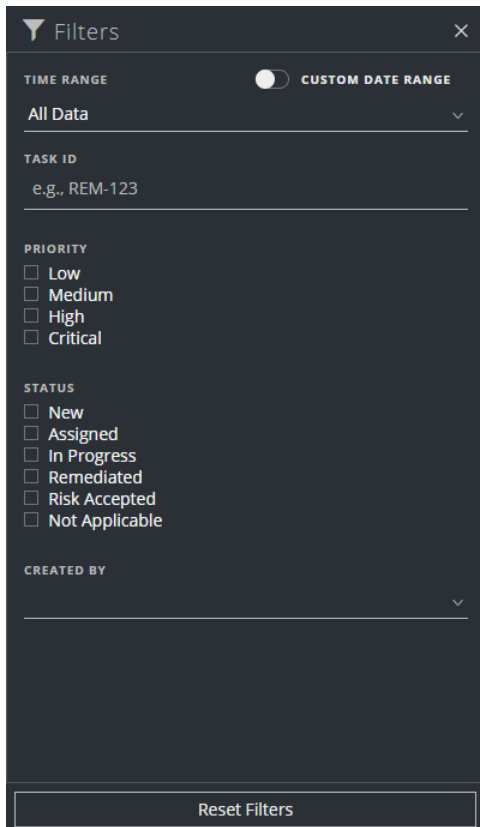 Filters
TIME RANGE CUSTOM DATE RANGE
All Data
TASK ID
e.g., REM-123
PRIORITY
Low
Medium
High
Critical
STATUS
New
Assigned
In Progress
Remediated
Risk Accepted
Not Applicable
CREATED BY
Reset Filters